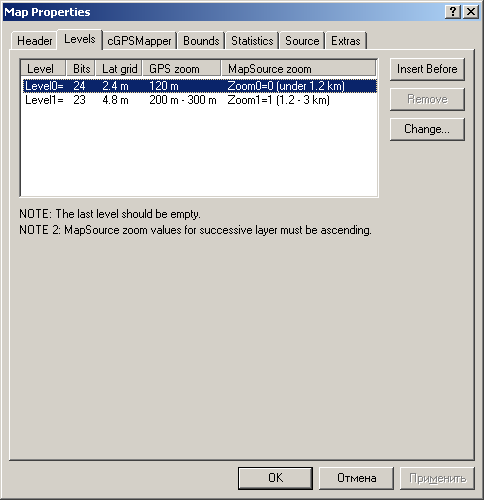 Map Properties
Header Levels cGPSMapper Bounds Statistics Source Extras
Level Bits Lat grid GPS zoom MapSource zoom
Level0= 24 2.4 m 120 m Zoom0=0 (under 1.2 km)
Level1= 23 4.8 m 200 m - 300 m Zoom1=1 (1.2 - 3 km)
Insert Before
Remove
Change...
NOTE: The last level should be empty.
NOTE 2: MapSource zoom values for successive layer must be ascending.
OK Отмена Применить